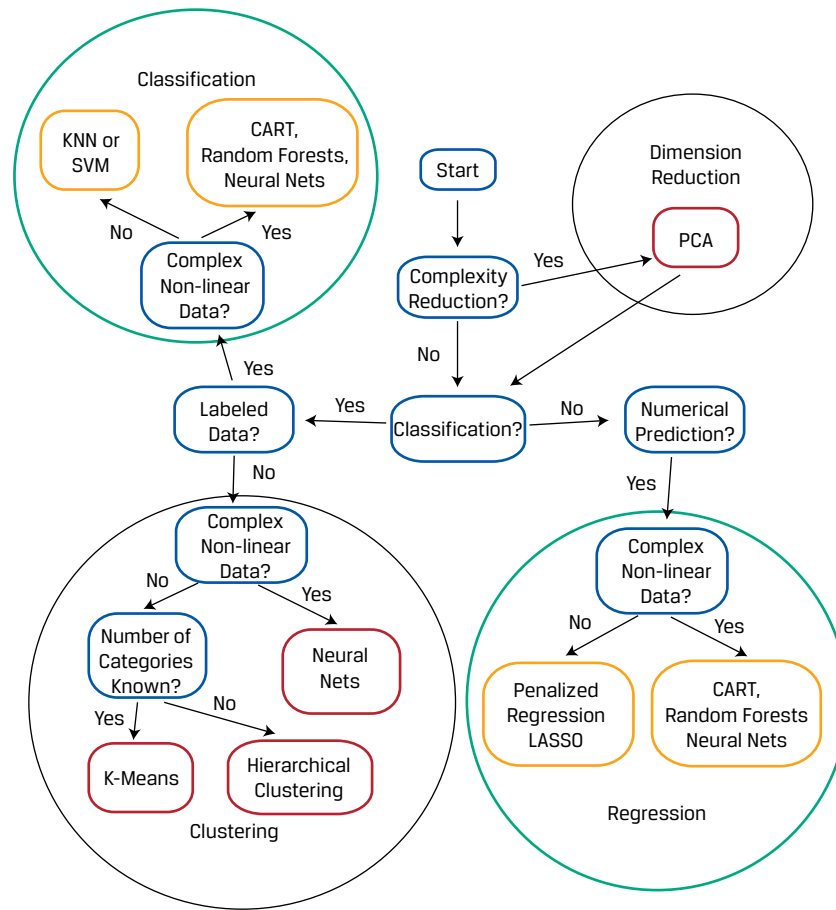 Classification
KNN or
SVM
CART,
Random Forests,
Neural Nets
No
Yes
Complex
Non-linear
Data?
Start
Dimension
Reduction
PCA
Complexity
Reduction?
Yes
No
Yes
Labeled
Data?
Yes
Classification?
No
Numerical
Prediction?
No
Yes
Complex
Non-linear
Data?
No
Yes
Number of
Categories
Known?
Neural
Nets
Yes
No
K-Means
Hierarchical
Clustering
Clustering
Complex
Non-linear
Data?
No
Yes
Penalized
Regression
LASSO
CART,
Random Forests
Neural Nets
Regression